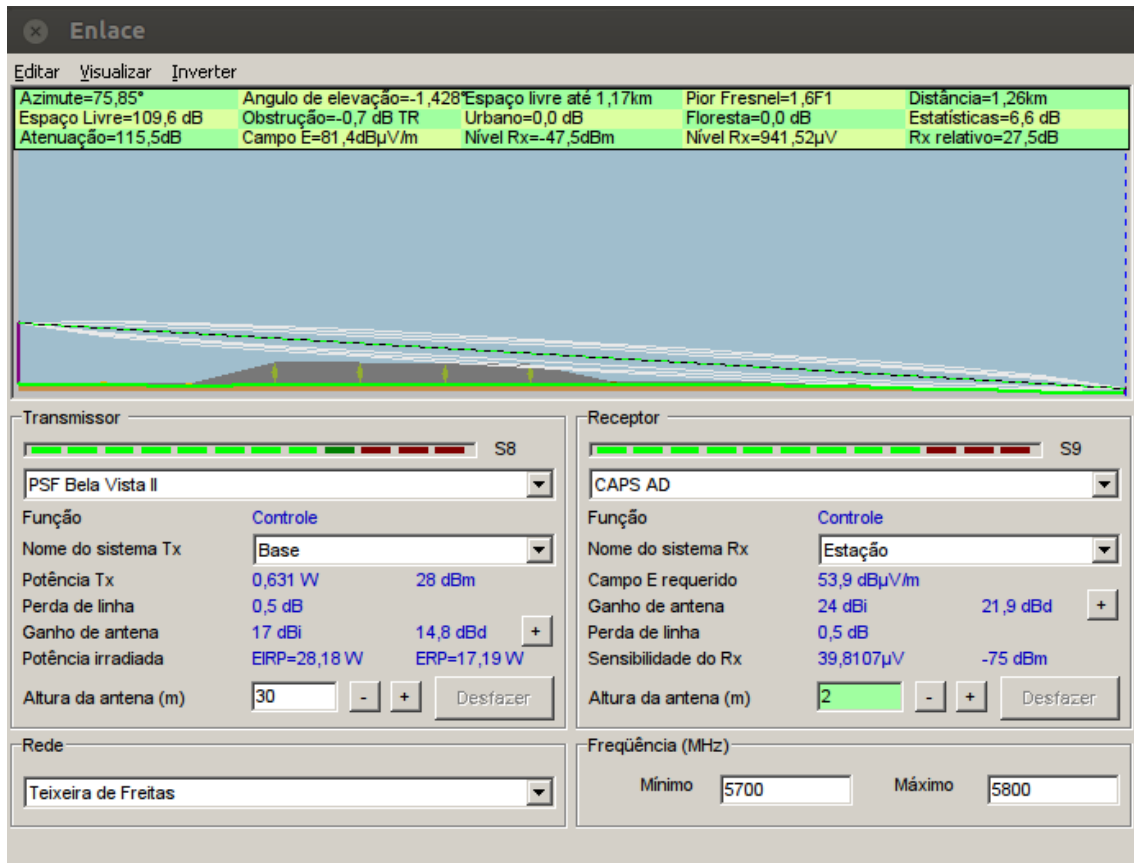 Enlace
Editar Visualizar Inverter
Azimute=75,85° Angulo de elevação=-1,428° Espaço livre até 1,17km Pior Fresnel=1,6F1 Distância=1,26km
Espaço Livre=109,6 dB Obstrução=-0,7 dB TR Urbano=0,0 dB Floresta=0,0 dB Estatísticas=6,6 dB
Atenuação=115,5dB Campo E=81,4dBµV/m Nível Rx=-47,5dBm Nível Rx=941,52µV Rx relativo=27,5dB
Transmissor
S8
PSF Bela Vista II
Função Controle
Nome do sistema Tx Base
Potência Tx 0,631 W 28 dBm
Perda de linha 0,5 dB
Ganho de antena 17 dBi 14,8 dBd +
Potência irradiada EIRP=28,18 W ERP=17,19 W
Altura da antena (m) 30 - + Desfazer
Rede
Teixeira de Freitas
Receptor
S9
CAPS AD
Função Controle
Nome do sistema Rx Estação
Campo E requerido 53,9 dBµV/m
Ganho de antena 24 dBi 21,9 dBd +
Perda de linha 0,5 dB
Sensibilidade do Rx 39,8107µV -75 dBm
Altura da antena (m) 2 - + Desfazer
Freqüência (MHz)
Mínimo 5700 Máximo 5800